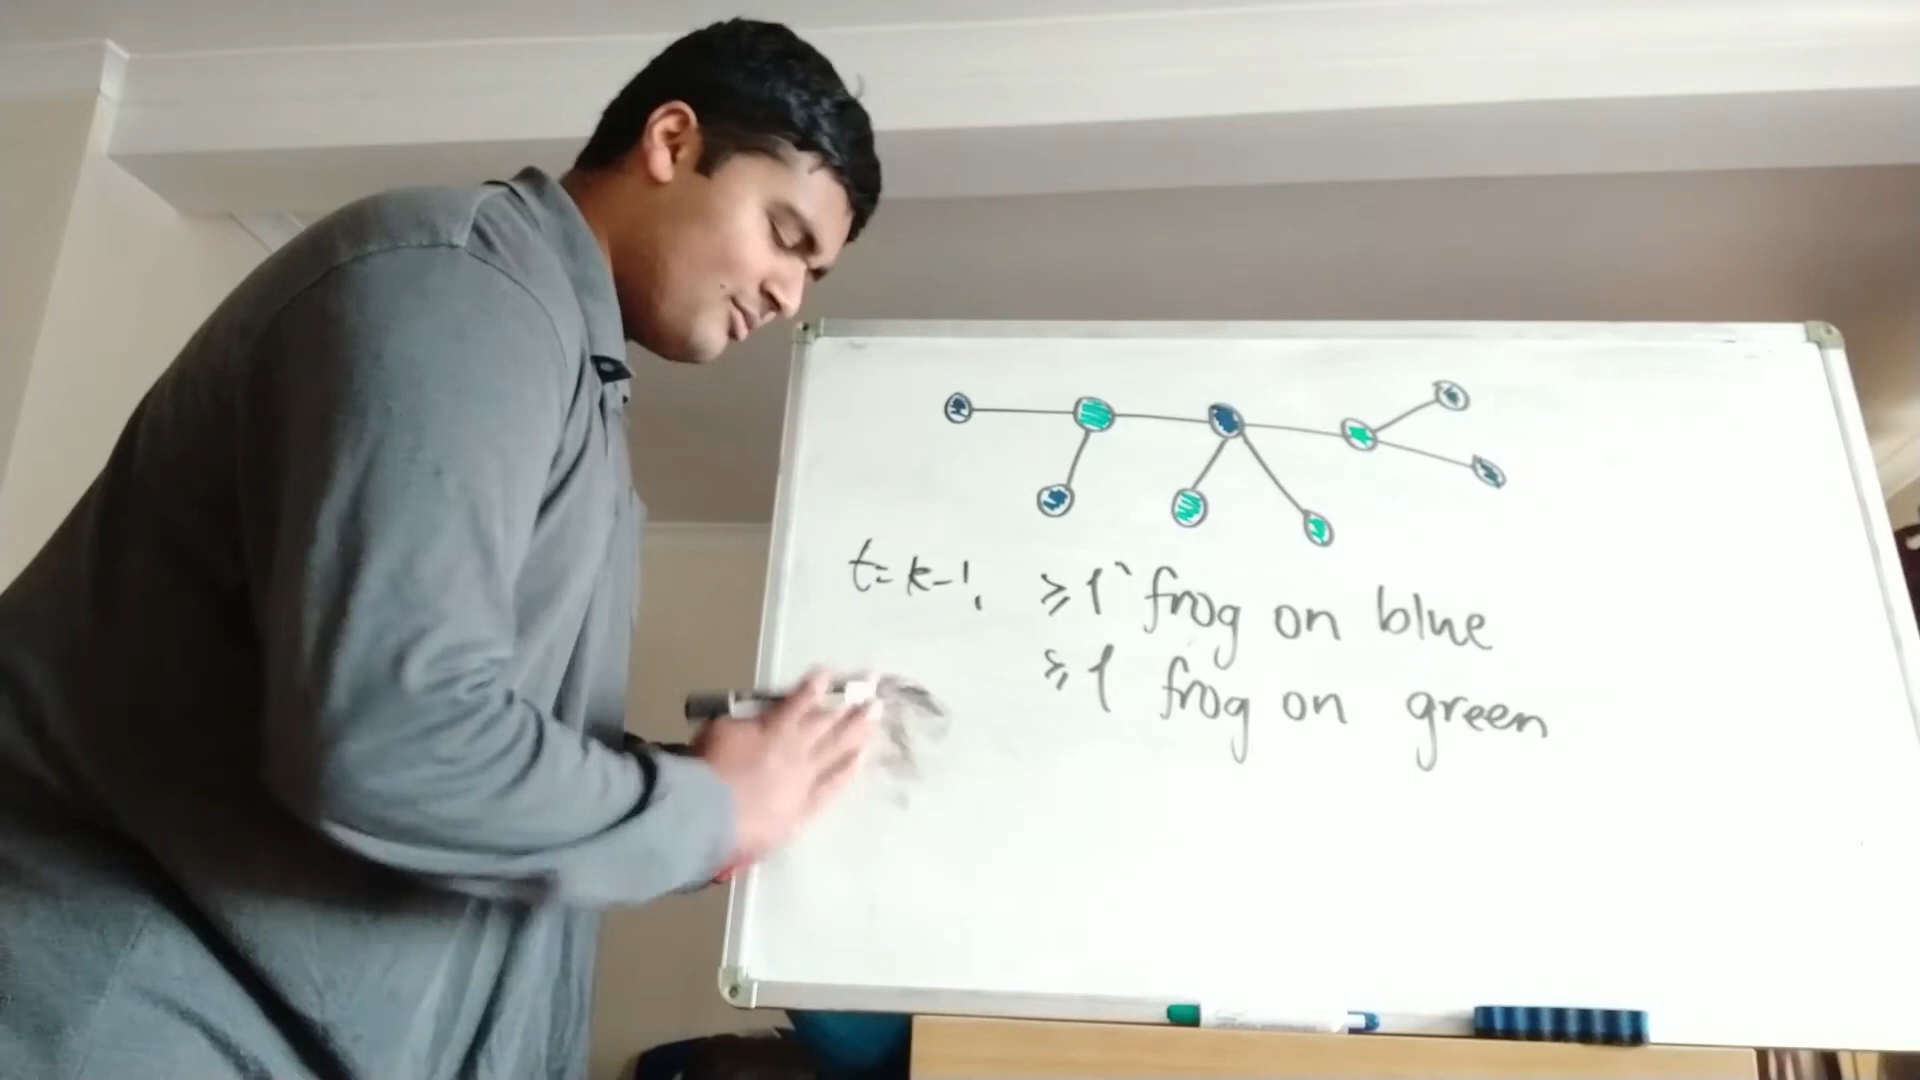 t=k-1, ≥1 frog on blue
≥1 frog on green